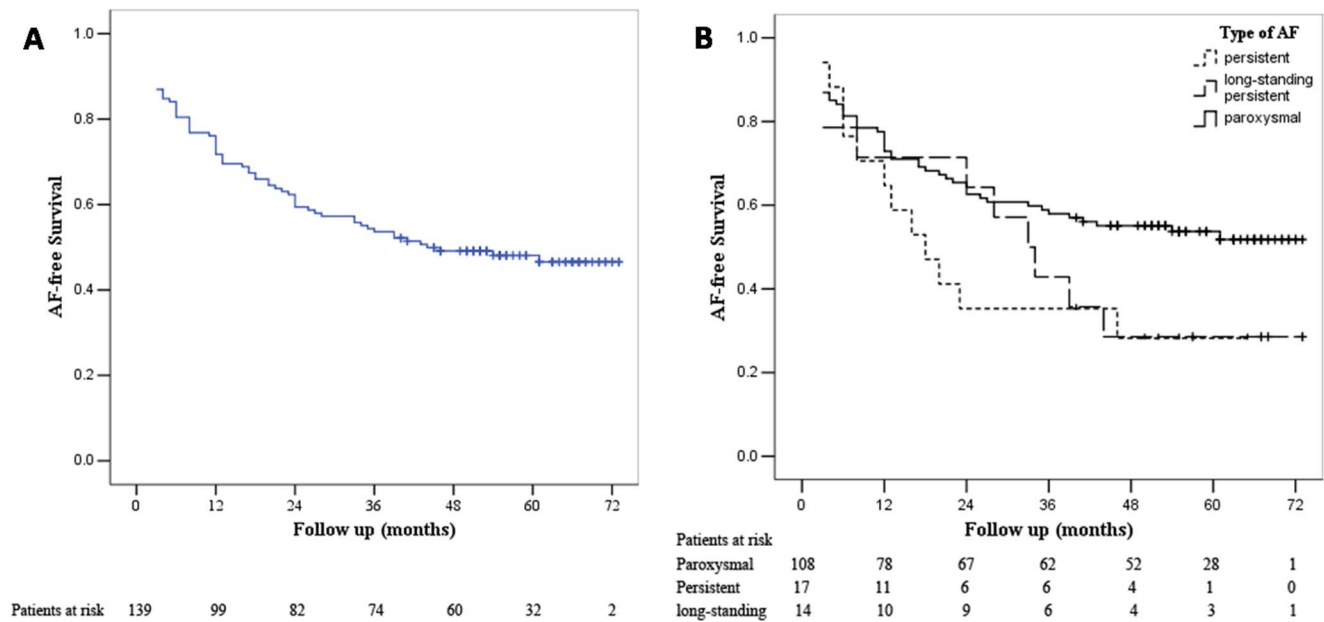 A
1.0
0.8
0.6
0.4
0.2
0.0
AF-free Survival
0 12 24 36 48 60 72
Follow up (months)
Patients at risk 139 99 82 74 60 32 2
B
Type of AF
persistent
long-standing
persistent
paroxysmal
1.0
0.8
0.6
0.4
0.2
0.0
AF-free Survival
0 12 24 36 48 60 72
Follow up (months)
Patients at risk
Paroxysmal 108 78 67 62 52 28 1
Persistent 17 11 6 6 4 1 0
long-standing 14 10 9 6 4 3 1